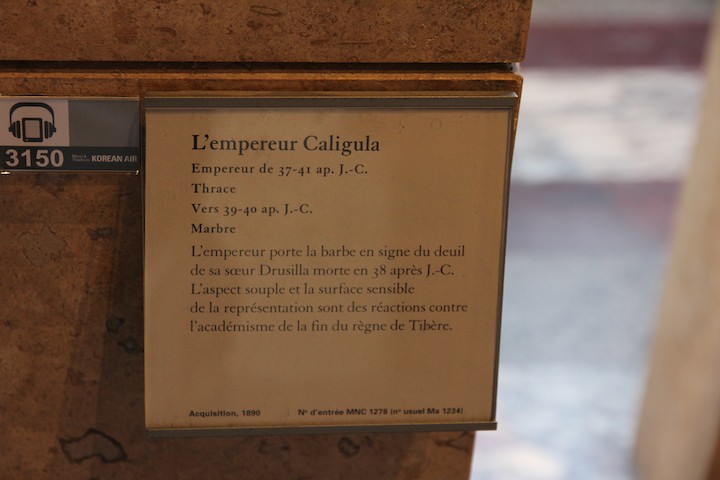 3150
KOREAN AIR
L'empereur Caligula
Empereur de 37-41 ap. J.-C.
Thrace
Vers 39-40 ap. J.-C.
Marbre
L'empereur porte la barbe en signe du deuil
de sa sœur Drusilla morte en 38 après J.-C.
L'aspect souple et la surface sensible
de la représentation sont des réactions contre
l'académisme de la fin du règne de Tibère.
Acquisition, 1890 Nº d'entrée MNC 1276 (nº usuel Ma 1234)